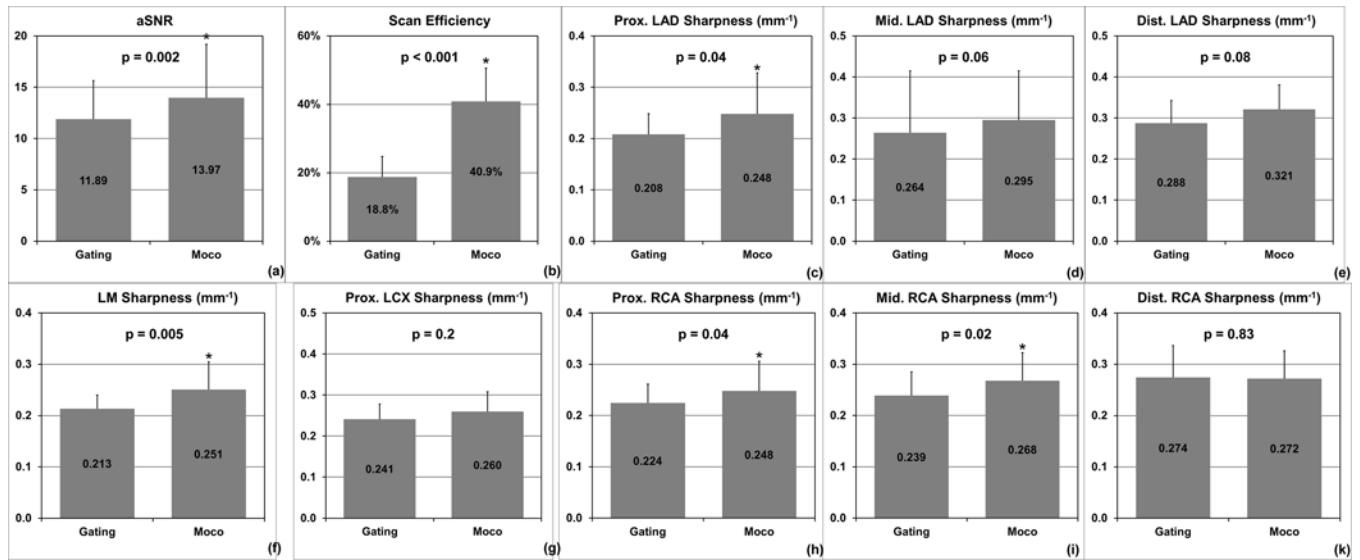 aSNR
20
15
10
5
0
p = 0.002
*
11.89
13.97
Gating
Moco
(a)
Scan Efficiency
60%
40%
20%
0%
p < 0.001
*
18.8%
40.9%
Gating
Moco
(b)
Prox. LAD Sharpness (mm⁻¹)
0.4
0.3
0.2
0.1
0.0
p = 0.04
*
0.208
0.248
Gating
Moco
(c)
Mid. LAD Sharpness (mm⁻¹)
0.5
0.4
0.3
0.2
0.1
0.0
p = 0.06
0.264
0.295
Gating
Moco
(d)
Dist. LAD Sharpness (mm⁻¹)
0.5
0.4
0.3
0.2
0.1
0.0
p = 0.08
0.288
0.321
Gating
Moco
(e)
LM Sharpness (mm⁻¹)
0.4
0.3
0.2
0.1
0.0
p = 0.005
*
0.213
0.251
Gating
Moco
(f)
Prox. LCX Sharpness (mm⁻¹)
0.5
0.4
0.3
0.2
0.1
0.0
p = 0.2
0.241
0.260
Gating
Moco
(g)
Prox. RCA Sharpness (mm⁻¹)
0.4
0.3
0.2
0.1
0.0
p = 0.04
*
0.224
0.248
Gating
Moco
(h)
Mid. RCA Sharpness (mm⁻¹)
0.4
0.3
0.2
0.1
0.0
p = 0.02
*
0.239
0.268
Gating
Moco
(i)
Dist. RCA Sharpness (mm⁻¹)
0.4
0.3
0.2
0.1
0.0
p = 0.83
0.274
0.272
Gating
Moco
(k)